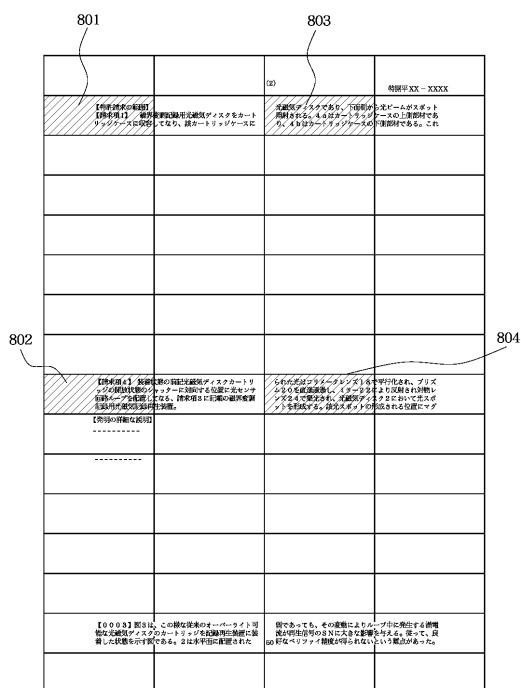 801
803
(2)
特開平XX－XXXX
【特許請求の範囲】
【請求項1】 磁界変調記録用光磁気ディスクをカート
リッジケースに収容してなり、該カートリッジケースに
光磁気ディスクであり、下面側から光ビームがスポット
照射される。4aはカートリッジケースの上側部材であ
り、4bはカートリッジケースの下側部材である。これ
802
804
【請求項4】 装着状態の前記光磁気ディスクカートリ
ッジの開放状態のシャッターに対向する位置に光センサ
ループを配置してなる、請求項3に記載の磁界変調
記録用光磁気記録再生装置。
【発明の詳細な説明】
られた光はコリメータレンズ18で平行化され、プリズ
ム20を直進通過し、ミラー22により反射され対物レ
ンズ24で集光され、光磁気ディスク2において光スポ
ットを形成する。該光スポットの形成される位置にマグ
【0003】図3は、この様な従来のオーバーライト可
能な光磁気ディスクのカートリッジを記録再生装置に装
着した状態を示す図である。2は水平面に配置された
弱であっても、その変動によりループ中に発生する誘電
流が再生信号のSNに大きな影響を与える。従って、良
50 好なベリファイ精度が得られないという難点があった。